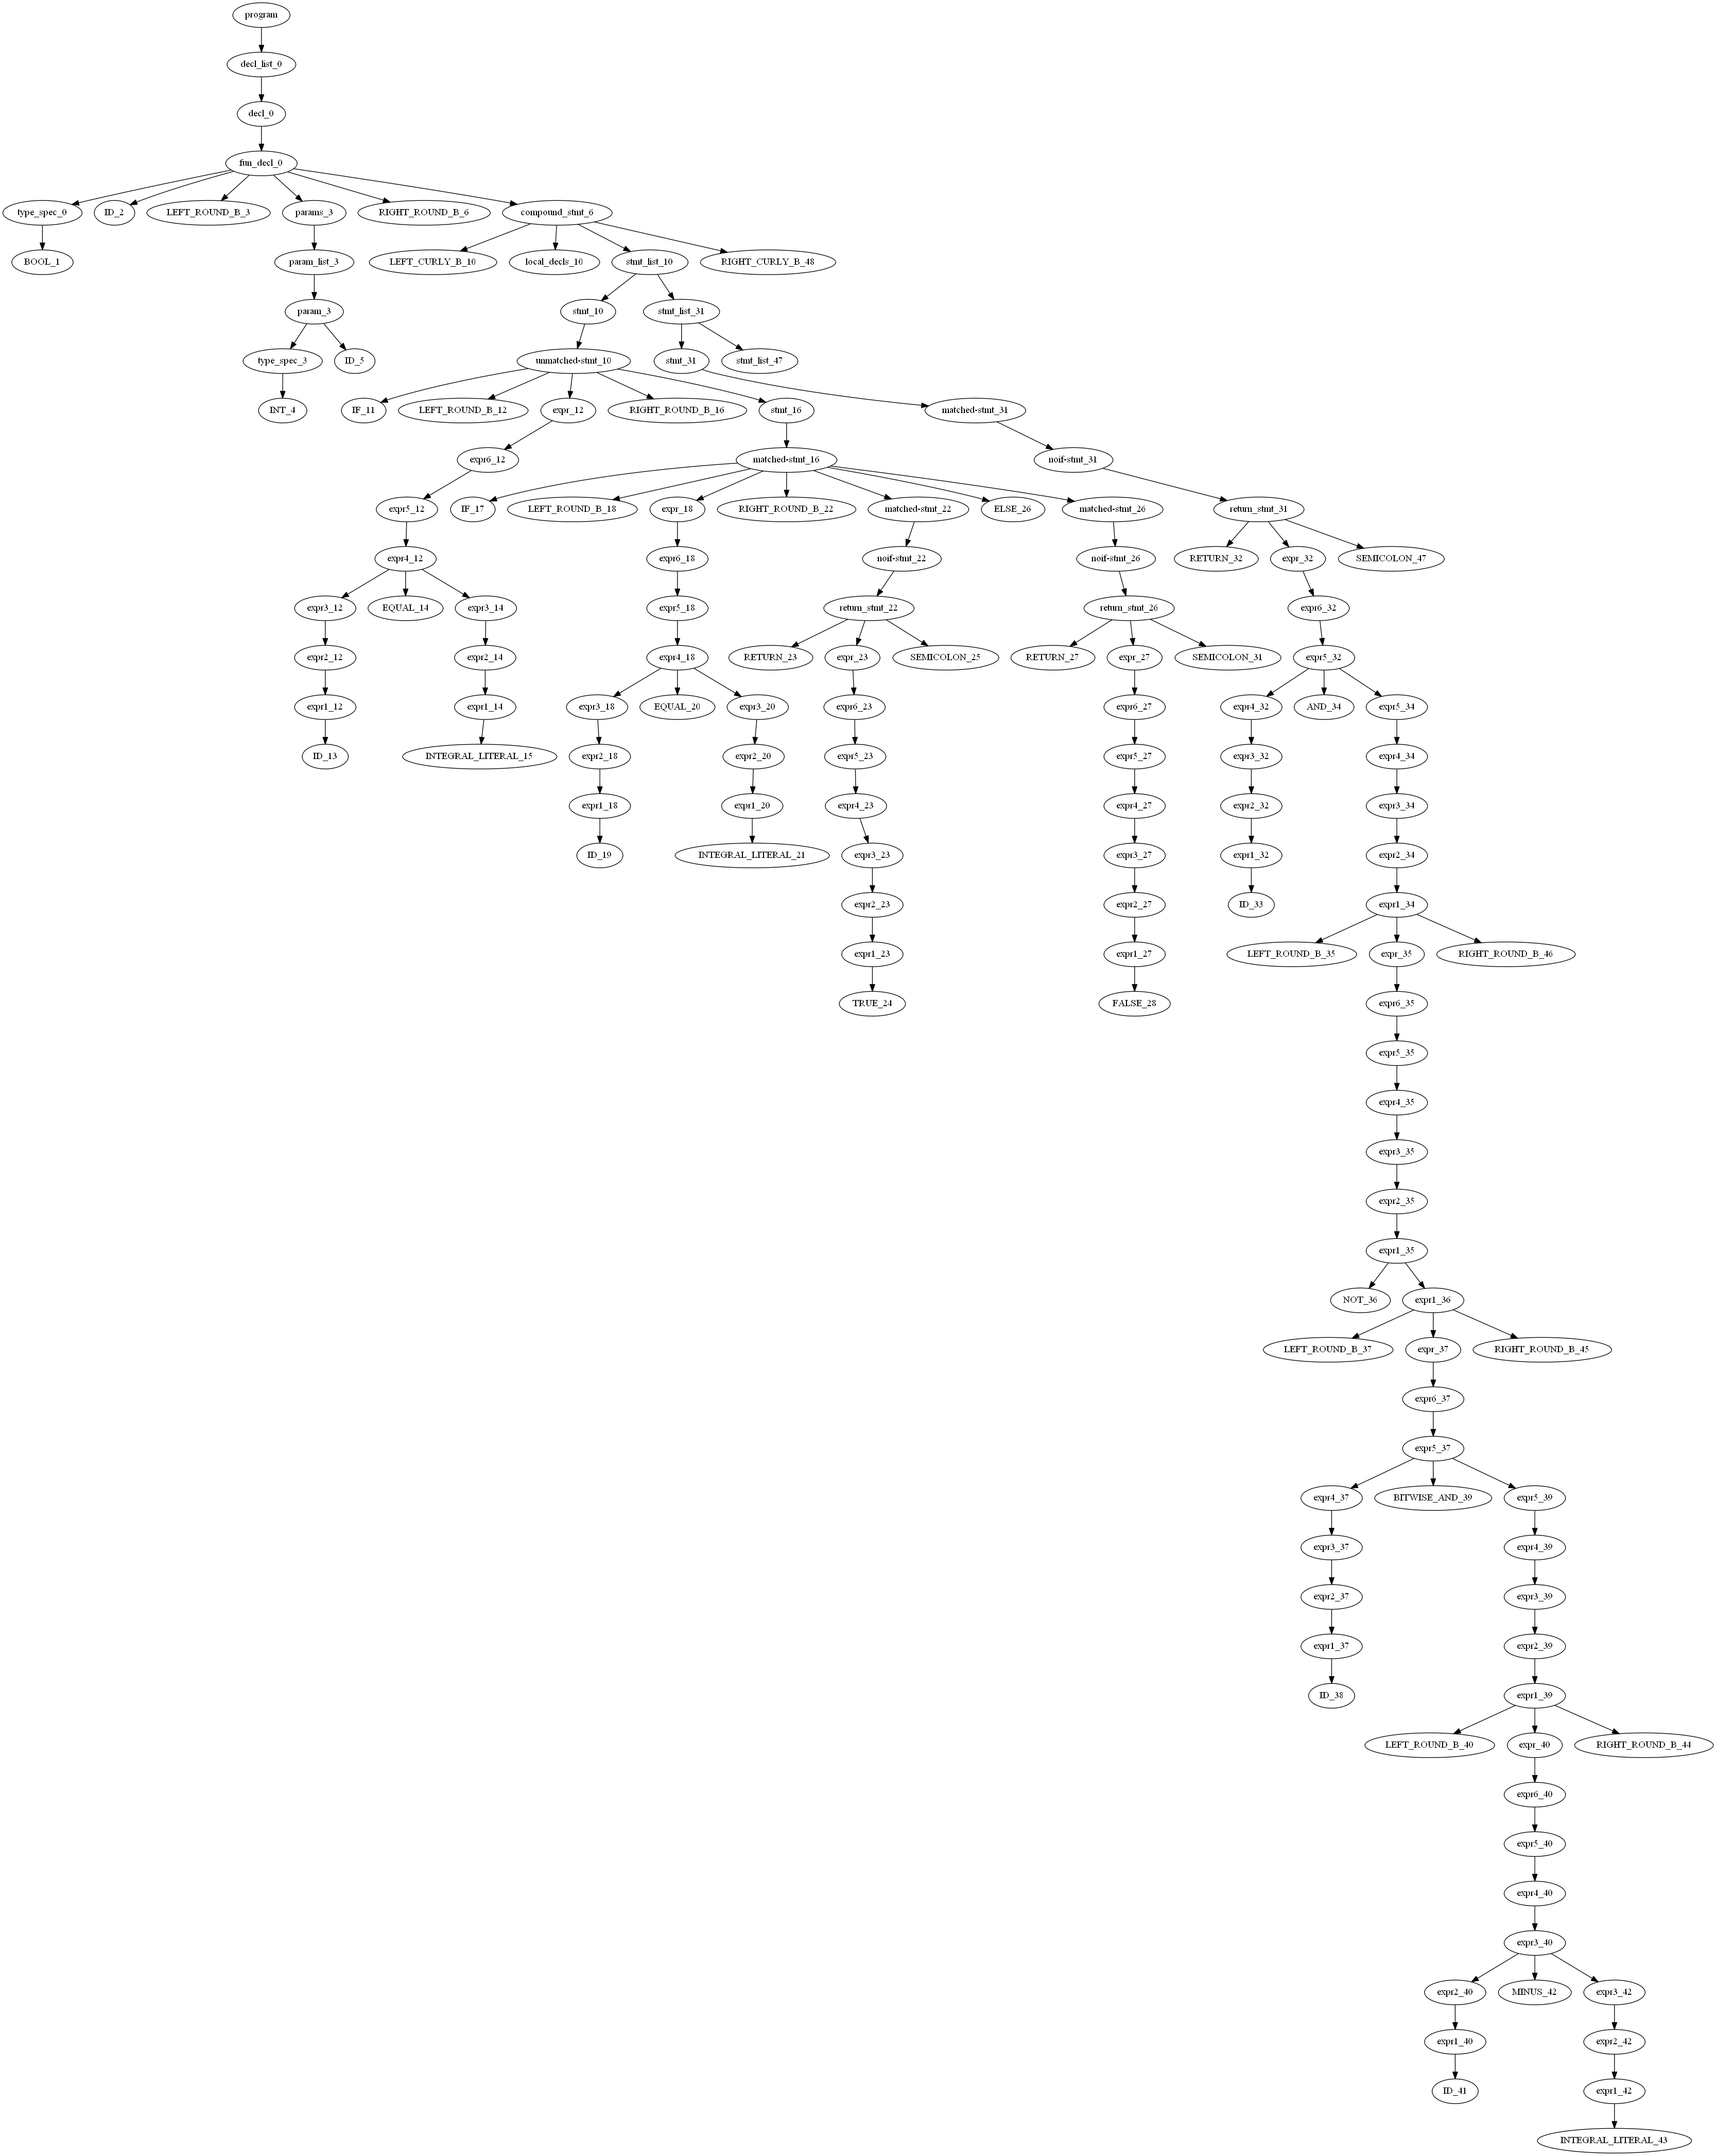 program
decl_list_0
decl_0
fun_decl_0
type_spec_0 ID_2 LEFT_ROUND_B_3 params_3 RIGHT_ROUND_B_6 compound_stmt_6
BOOL_1 param_list_3 LEFT_CURLY_B_10 local_decls_10 stmt_list_10 RIGHT_CURLY_B_48
param_3 stmt_10 stmt_list_31
type_spec_3 ID_5 unmatched-stmt_10 stmt_31 stmt_list_47
INT_4 IF_11 LEFT_ROUND_B_12 expr_12 RIGHT_ROUND_B_16 stmt_16 matched-stmt_31
expr6_12 matched-stmt_16 noif-stmt_31
expr5_12 IF_17 LEFT_ROUND_B_18 expr_18 RIGHT_ROUND_B_22 matched-stmt_22 ELSE_26 matched-stmt_26 return_stmt_31
expr4_12 expr6_18 noif-stmt_22 noif-stmt_26 RETURN_32 expr_32 SEMICOLON_47
expr3_12 EQUAL_14 expr3_14 expr5_18 return_stmt_22 return_stmt_26 expr6_32
expr2_12 expr2_14 expr4_18 RETURN_23 expr_23 SEMICOLON_25 RETURN_27 expr_27 SEMICOLON_31 expr5_32
expr1_12 expr1_14 expr3_18 EQUAL_20 expr3_20 expr6_23 expr6_27 expr4_32 AND_34 expr5_34
ID_13 INTEGRAL_LITERAL_15 expr2_18 expr2_20 expr5_23 expr5_27 expr3_32 expr4_34
expr1_18 expr1_20 expr4_23 expr4_27 expr2_32 expr3_34
ID_19 INTEGRAL_LITERAL_21 expr3_23 expr3_27 expr1_32 expr2_34
expr2_23 expr2_27 ID_33 expr1_34
expr1_23 expr1_27 LEFT_ROUND_B_35 expr_35 RIGHT_ROUND_B_46
TRUE_24 FALSE_28 expr6_35
expr5_35
expr4_35
expr3_35
expr2_35
expr1_35
NOT_36 expr1_36
LEFT_ROUND_B_37 expr_37 RIGHT_ROUND_B_45
expr6_37
expr5_37
expr4_37 BITWISE_AND_39 expr5_39
expr3_37 expr4_39
expr2_37 expr3_39
expr1_37 expr2_39
ID_38 expr1_39
LEFT_ROUND_B_40 expr_40 RIGHT_ROUND_B_44
expr6_40
expr5_40
expr4_40
expr3_40
expr2_40 MINUS_42 expr3_42
expr1_40 expr2_42
ID_41 expr1_42
INTEGRAL_LITERAL_43